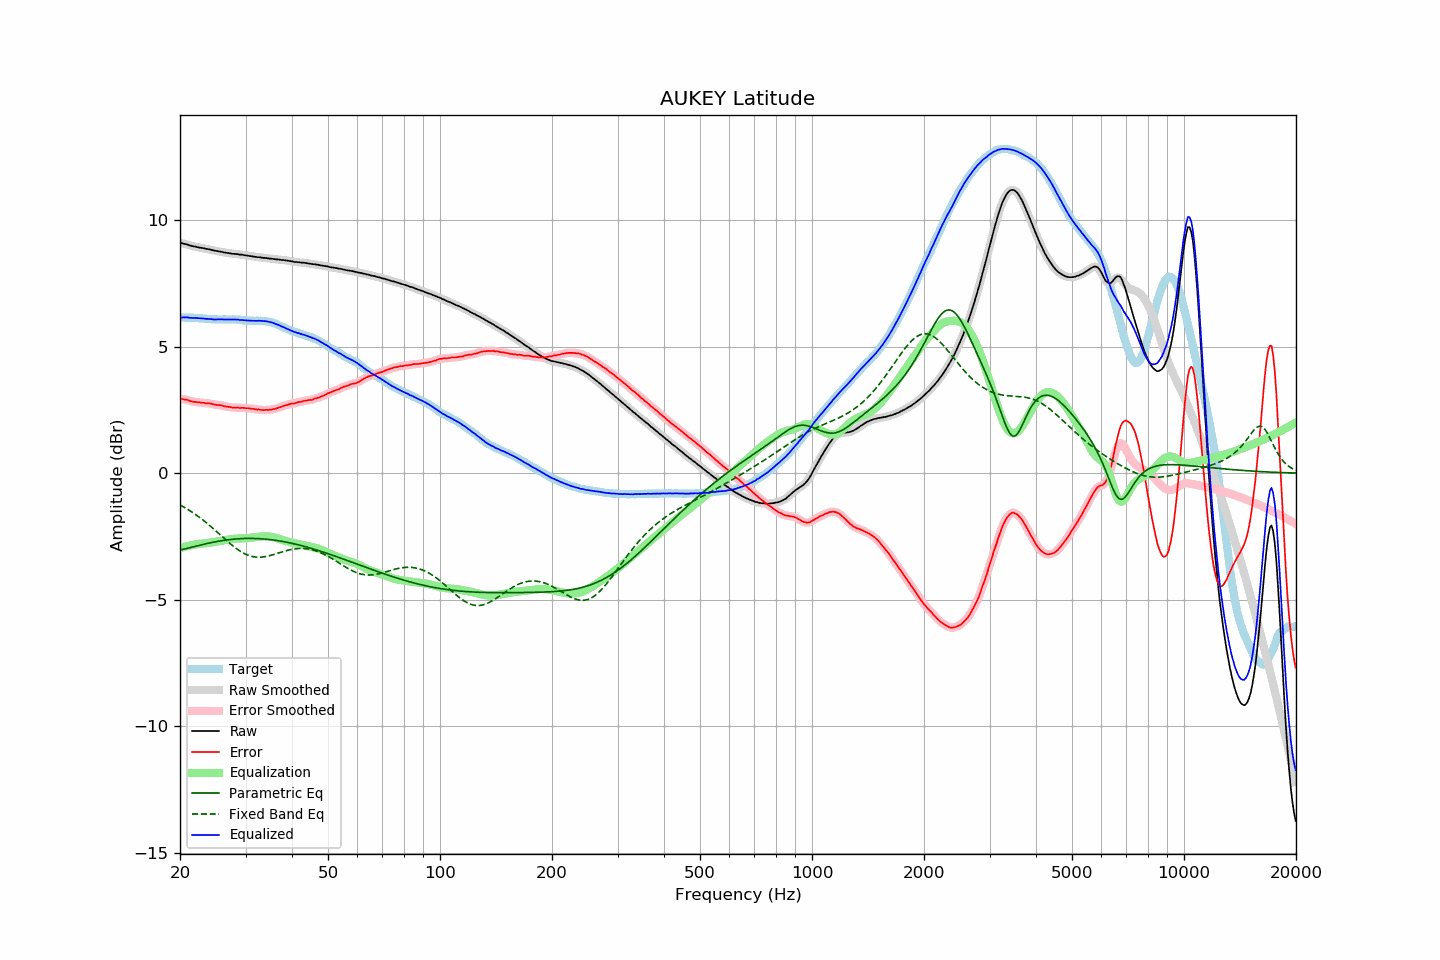 AUKEY Latitude
Amplitude (dBr)
10
5
0
−5
−10
−15
Target
Raw Smoothed
Error Smoothed
Raw
Error
Equalization
Parametric Eq
Fixed Band Eq
Equalized
20 50 100 200 500 1000 2000 5000 10000 20000
Frequency (Hz)